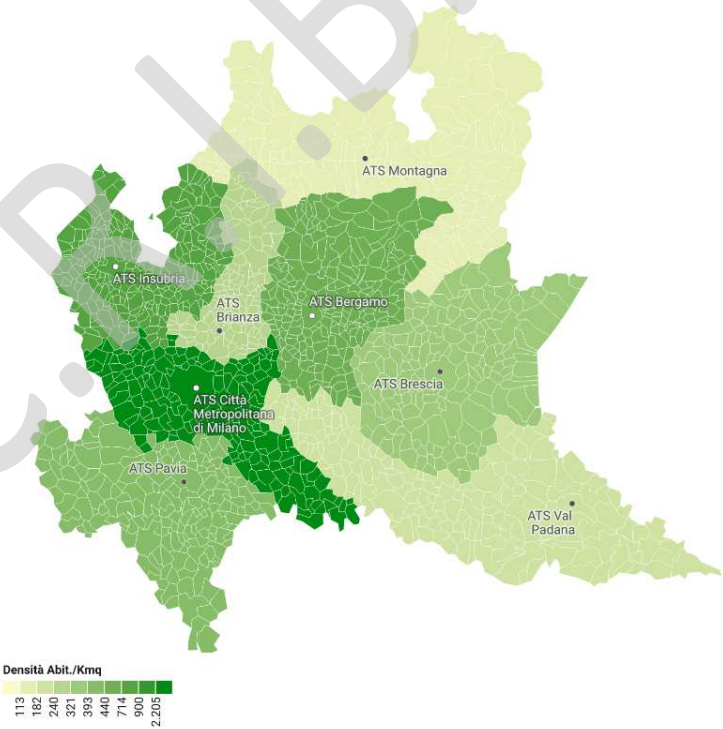 ATS Montagna
ATS Insubria
ATS
Brianza
ATS Bergamo
ATS Brescia
ATS Città
Metropolitana
di Milano
ATS Pavia
ATS Val
Padana
Densità Abit./Kmq
113
182
240
321
393
440
714
900
2.205